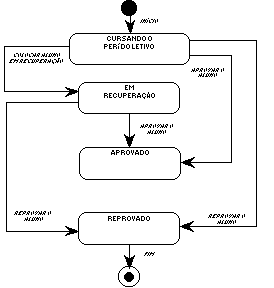 INÍCIO
CURSANDO O
PERÍDO LETIVO
COLOCAR ALUNO
EM RECUPERAÇÃO
APROVAR O
ALUNO
EM
RECUPERAÇÃO
APROVAR O
ALUNO
APROVADO
REPROVAR O
ALUNO
REPROVADO
REPROVAR O
ALUNO
FIM